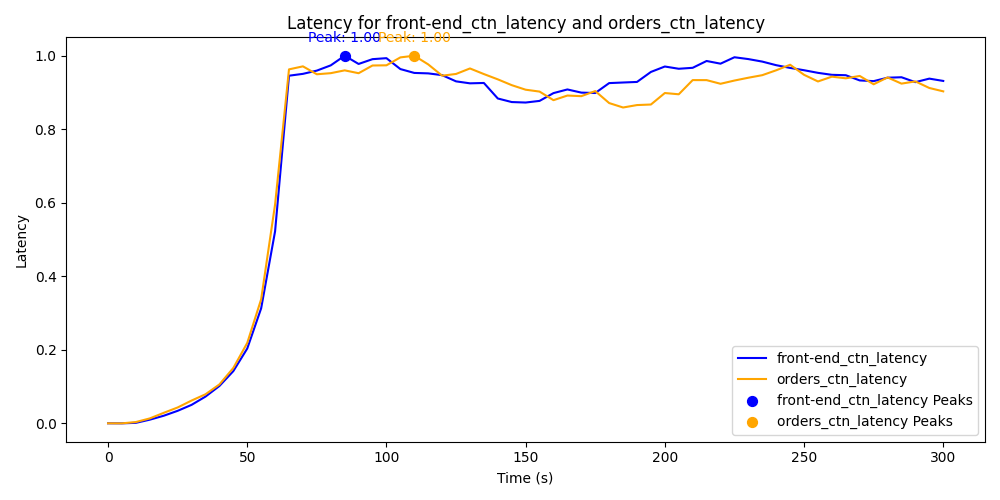 Latency for front-end_ctn_latency and orders_ctn_latency
Peak: 1.00 Peak: 1.00
1.0
0.8
0.6
0.4
0.2
0.0
Latency
front-end_ctn_latency
orders_ctn_latency
front-end_ctn_latency Peaks
orders_ctn_latency Peaks
0 50 100 150 200 250 300
Time (s)